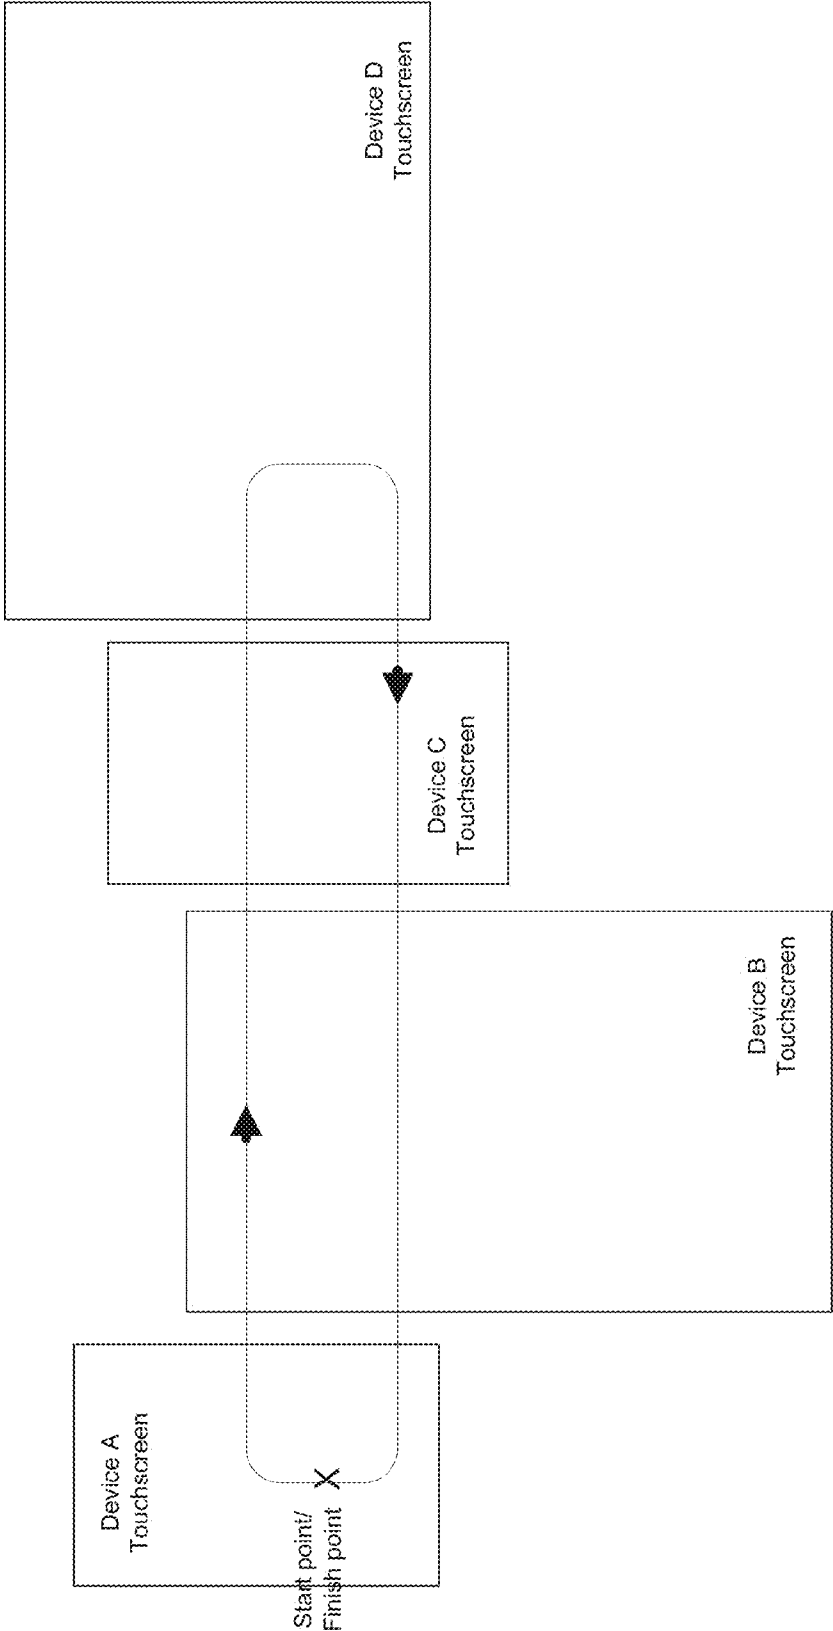 Device A
Touchscreen
Start point/
Finish point
Device B
Touchscreen
Device C
Touchscreen
Device D
Touchscreen